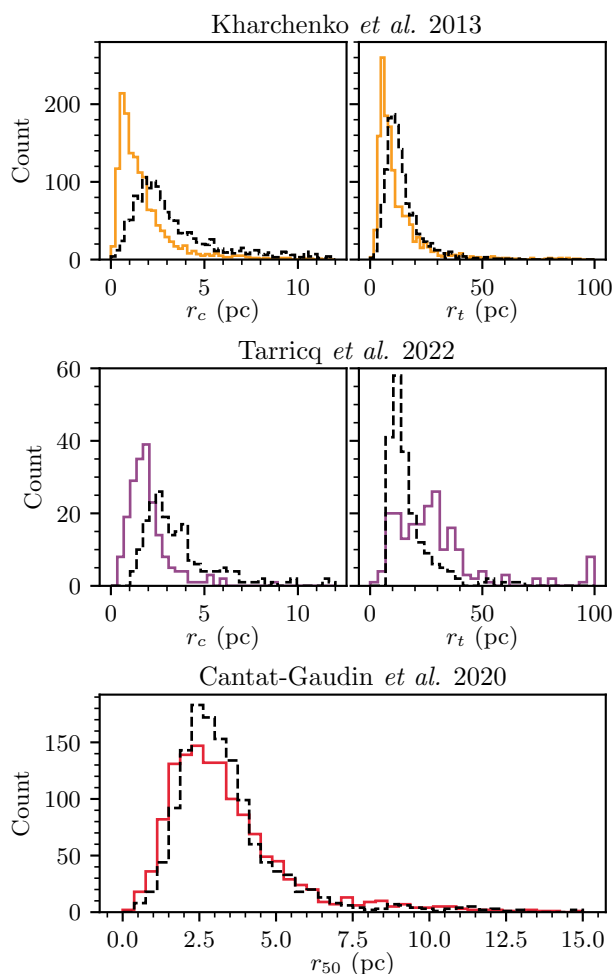 Kharchenko et al. 2013
Count
200
100
0
0 5 10
r_c (pc)
0 50 100
r_t (pc)
Tarricq et al. 2022
Count
60
40
20
0
0 5 10
r_c (pc)
0 50 100
r_t (pc)
Cantat-Gaudin et al. 2020
Count
150
100
50
0
0.0 2.5 5.0 7.5 10.0 12.5 15.0
r_50 (pc)